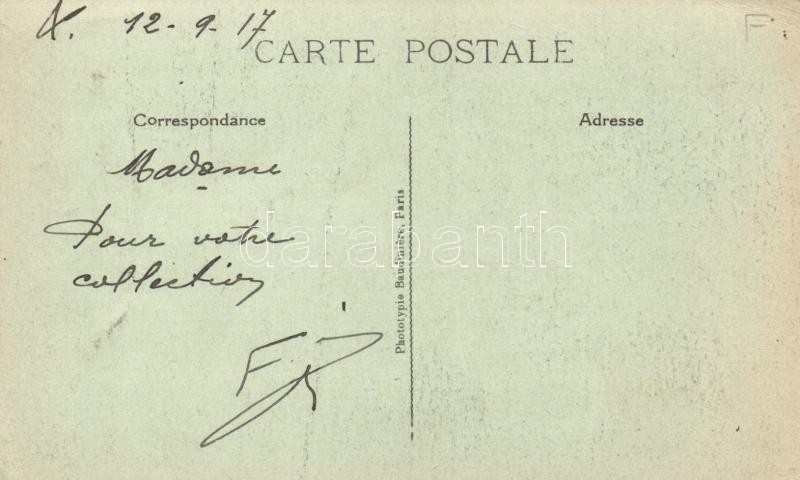 X. 12-9.17
F
CARTE POSTALE
Correspondance
Adresse
Madame
Pour votre
collection
F.
Phototypie Baudinière, Paris
darabanth